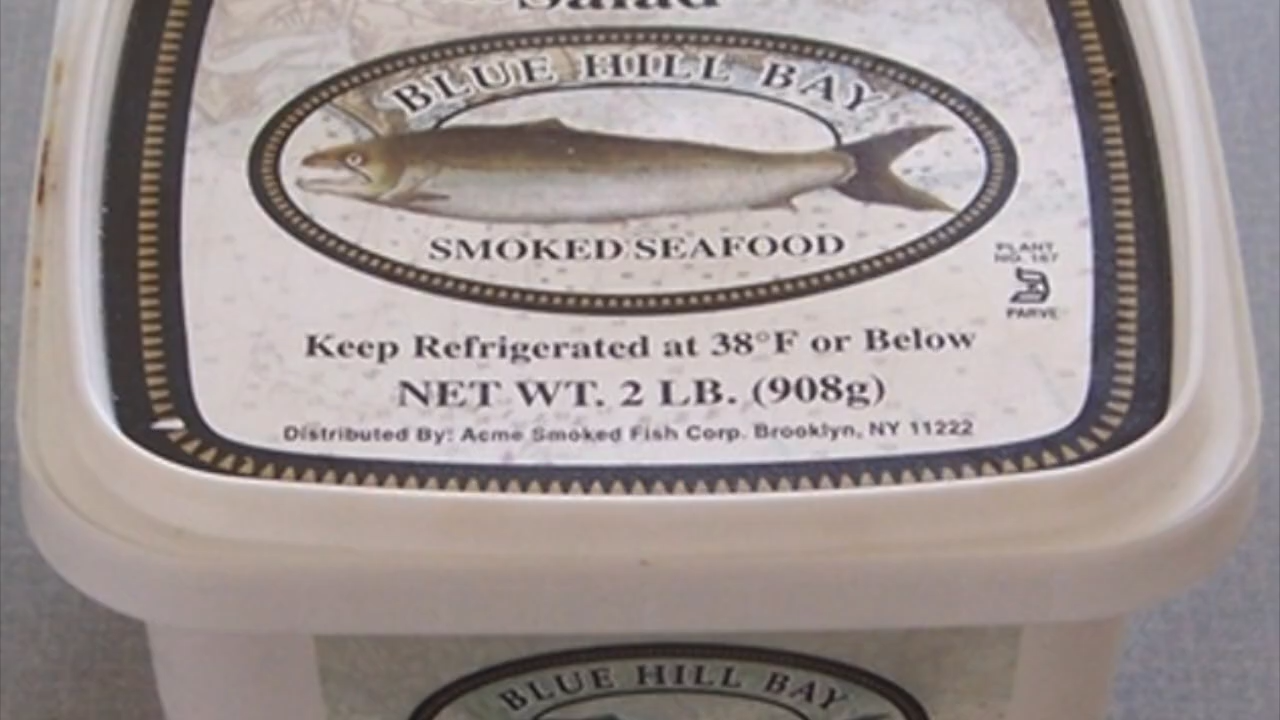 Salad
BLUE HILL BAY
SMOKED SEAFOOD
PLANT
NO. 167
PARVE
Keep Refrigerated at 38°F or Below
NET WT. 2 LB. (908g)
Distributed By: Acme Smoked Fish Corp. Brooklyn, NY 11222
BLUE HILL BAY